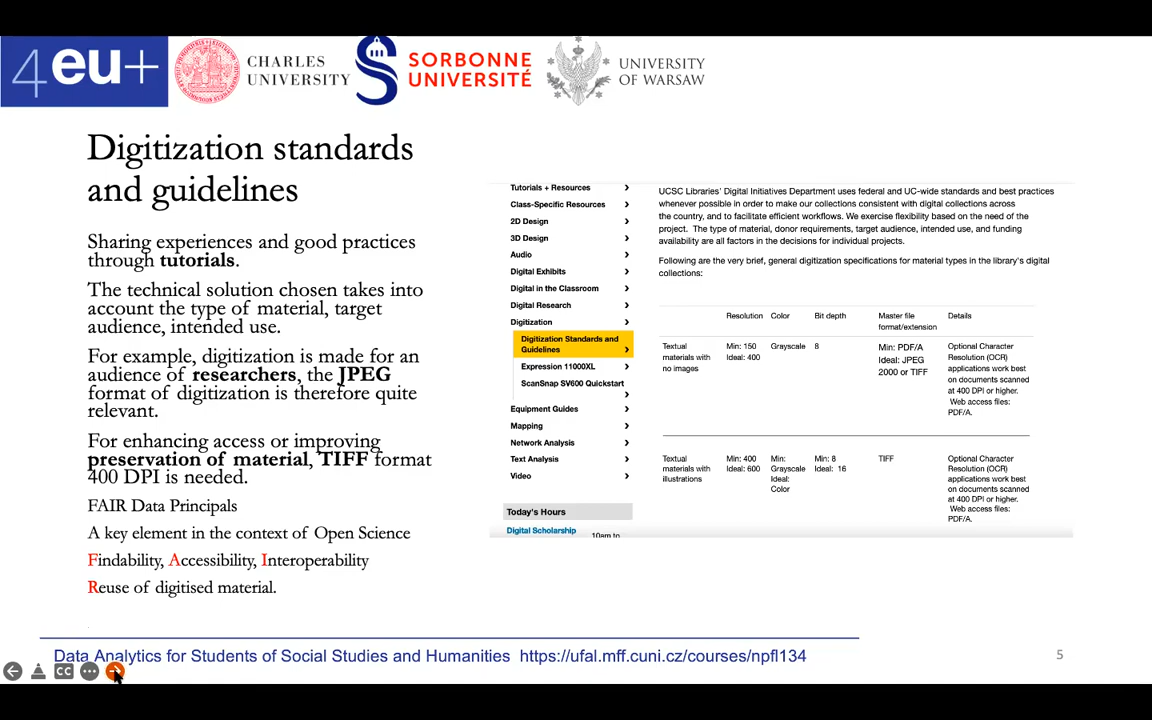 4eu+
CHARLES
UNIVERSITY
SORBONNE
UNIVERSITÉ
UNIVERSITY
OF WARSAW
Digitization standards
and guidelines
Sharing experiences and good practices
through tutorials.
The technical solution chosen takes into
account the type of material, target
audience, intended use.
For example, digitization is made for an
audience of researchers, the JPEG
format of digitization is therefore quite
relevant.
For enhancing access or improving
preservation of material, TIFF format
400 DPI is needed.
FAIR Data Principals
A key element in the context of Open Science
Findability, Accessibility, Interoperability
Reuse of digitised material.
Tutorials + Resources
Class-Specific Resources
2D Design
3D Design
Audio
Digital Exhibits
Digital in the Classroom
Digital Research
Digitization
Digitization Standards and
Guidelines
Expression 11000XL
ScanSnap SV600 Quickstart
Equipment Guides
Mapping
Network Analysis
Text Analysis
Video
Today's Hours
Digital Scholarship
10am to
UCSC Libraries' Digital Initiatives Department uses federal and UC-wide standards and best practices
whenever possible in order to make our collections consistent with digital collections across
the country, and to facilitate efficient workflows. We exercise flexibility based on the need of the
project. The type of material, donor requirements, target audience, intended use, and funding
availability are all factors in the decisions for individual projects.
Following are the very brief, general digitization specifications for material types in the library's digital
collections:
Resolution Color Bit depth Master file Details
format/extension
Textual Min: 150 Grayscale 8 Min: PDF/A Optional Character
materials with Ideal: 400 Ideal: JPEG Resolution (OCR)
no images 2000 or TIFF applications work best
on documents scanned
at 400 DPI or higher.
Web access files:
PDF/A.
Textual Min: 400 Min: Min: 8 TIFF Optional Character
materials with Ideal: 600 Grayscale Ideal: 16 Resolution (OCR)
illustrations Ideal: applications work best
Color on documents scanned
at 400 DPI or higher.
Web access files:
PDF/A.
Data Analytics for Students of Social Studies and Humanities https://ufal.mff.cuni.cz/courses/npfl134
5
CC